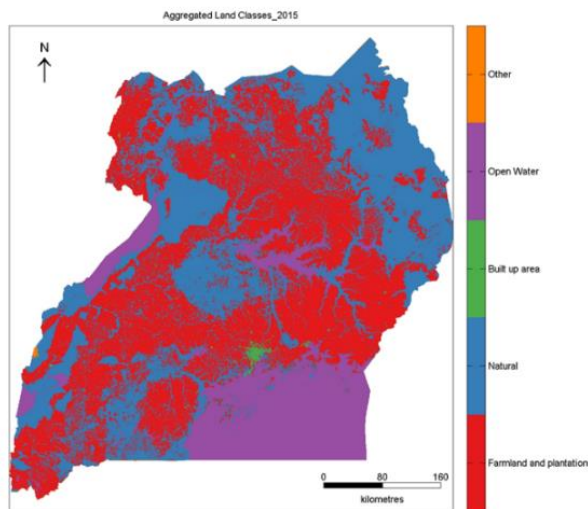 Aggregated Land Classes_2015
N
Other
Open Water
Built up area
Natural
Farmland and plantation
0 80 160
kilometres